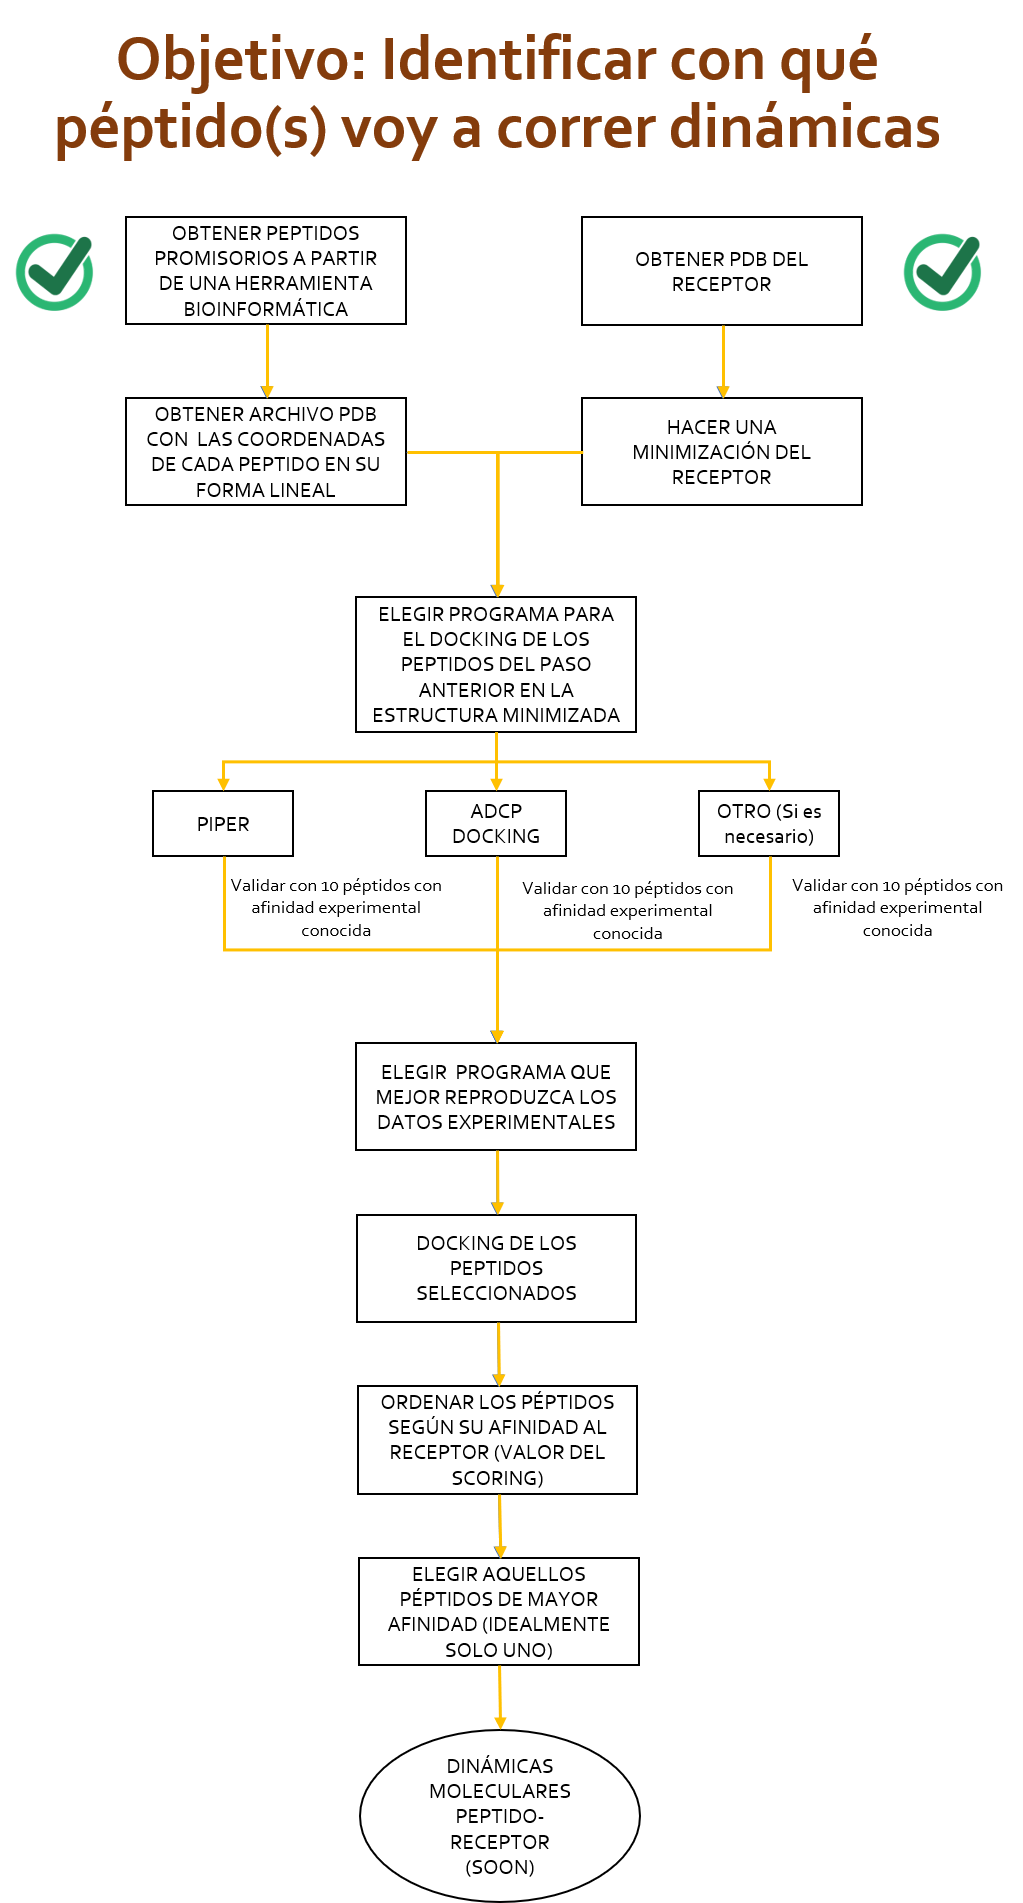 Objetivo: Identificar con qué
péptido(s) voy a correr dinámicas
OBTENER PEPTIDOS
PROMISORIOS A PARTIR
DE UNA HERRAMIENTA
BIOINFORMÁTICA
OBTENER PDB DEL
RECEPTOR
OBTENER ARCHIVO PDB
CON LAS COORDENADAS
DE CADA PEPTIDO EN SU
FORMA LINEAL
HACER UNA
MINIMIZACIÓN DEL
RECEPTOR
ELEGIR PROGRAMA PARA
EL DOCKING DE LOS
PEPTIDOS DEL PASO
ANTERIOR EN LA
ESTRUCTURA MINIMIZADA
PIPER
ADCP
DOCKING
OTRO (Si es
necesario)
Validar con 10 péptidos con
afinidad experimental
conocida
Validar con 10 péptidos con
afinidad experimental
conocida
Validar con 10 péptidos con
afinidad experimental
conocida
ELEGIR PROGRAMA QUE
MEJOR REPRODUZCA LOS
DATOS EXPERIMENTALES
DOCKING DE LOS
PEPTIDOS
SELECCIONADOS
ORDENAR LOS PÉPTIDOS
SEGÚN SU AFINIDAD AL
RECEPTOR (VALOR DEL
SCORING)
ELEGIR AQUELLOS
PÉPTIDOS DE MAYOR
AFINIDAD (IDEALMENTE
SOLO UNO)
DINÁMICAS
MOLECULARES
PEPTIDO-
RECEPTOR
(SOON)